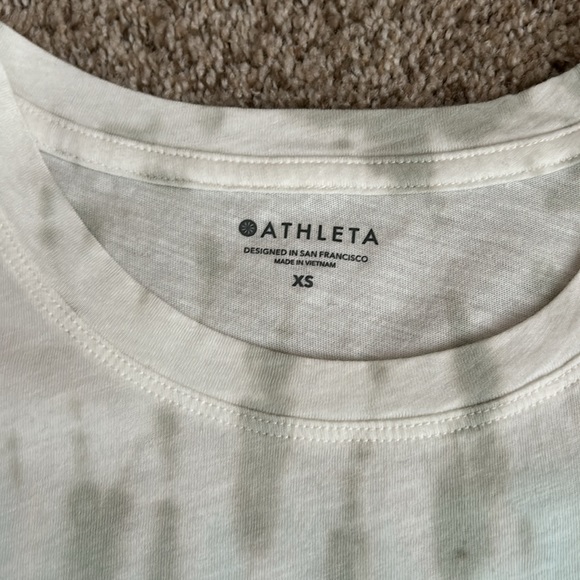 ATHLETA
DESIGNED IN SAN FRANCISCO
MADE IN VIETNAM
XS